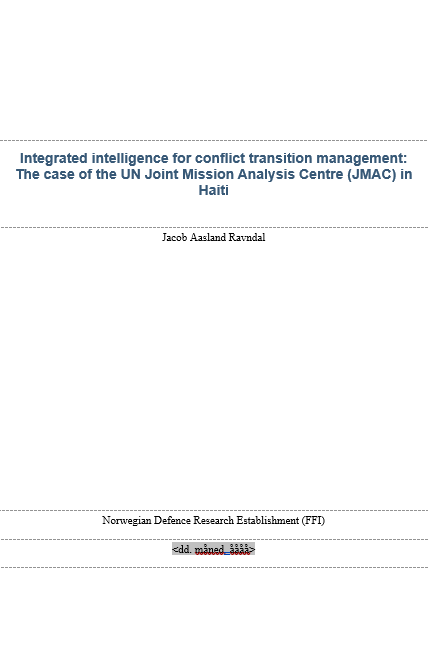 Integrated intelligence for conflict transition management:
The case of the UN Joint Mission Analysis Centre (JMAC) in
Haiti
Jacob Aasland Ravndal
Norwegian Defence Research Establishment (FFI)
<dd. måned åååå>